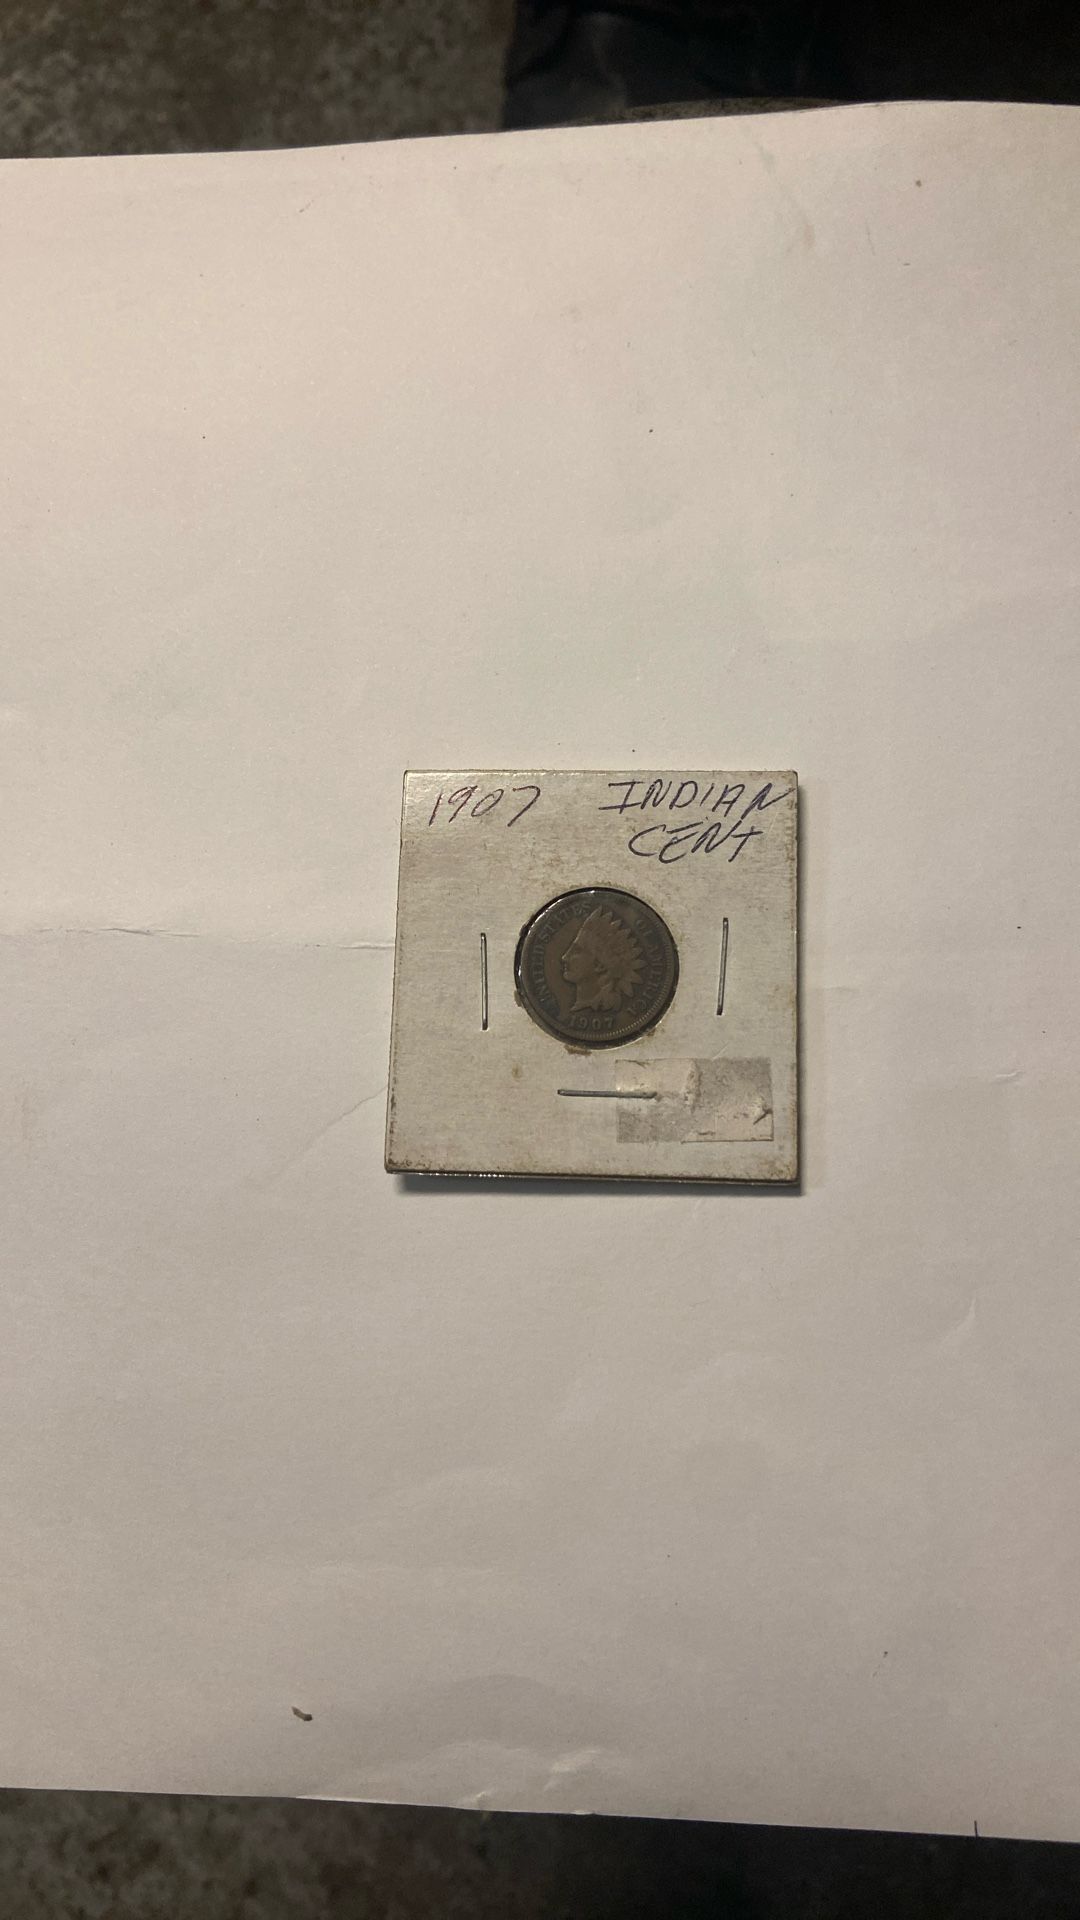 1907 INDIAN
CENT
UNITED STATES OF AMERICA
1907